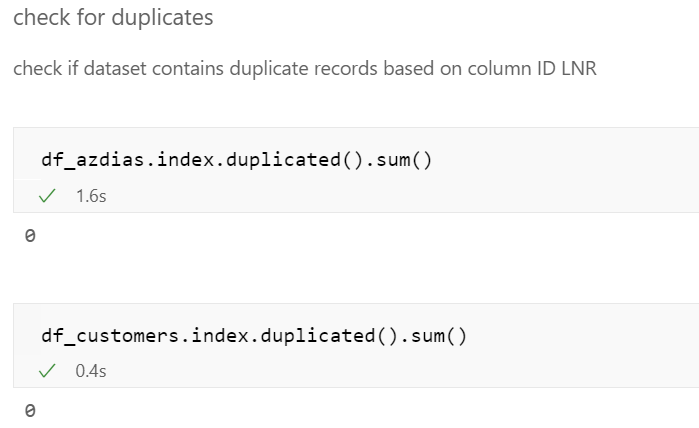 check for duplicates
check if dataset contains duplicate records based on column ID LNR
df_azdias.index.duplicated().sum()
✓ 1.6s
0
df_customers.index.duplicated().sum()
✓ 0.4s
0